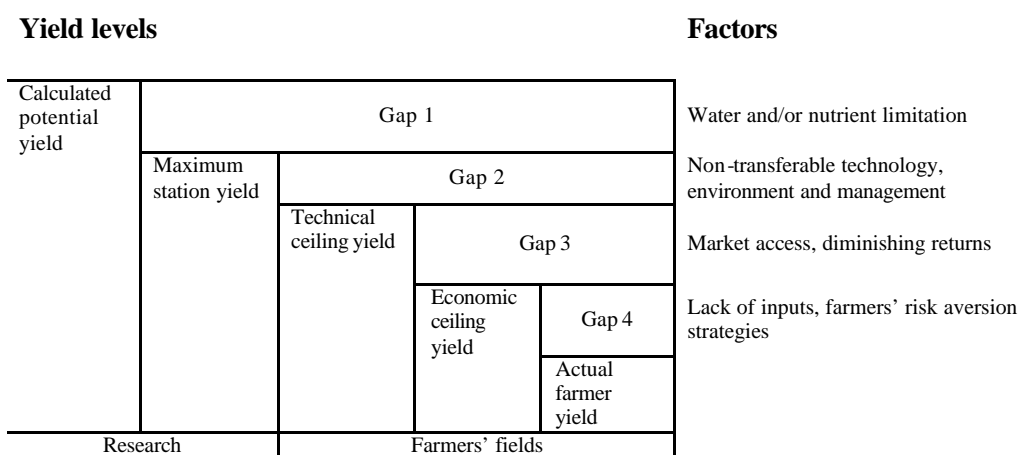 Yield levels
Factors
Calculated
potential
yield
Gap 1
Water and/or nutrient limitation
Maximum
station yield
Gap 2
Non-transferable technology,
environment and management
Technical
ceiling yield
Gap 3
Market access, diminishing returns
Economic
ceiling
yield
Gap 4
Lack of inputs, farmers’ risk aversion
strategies
Actual
farmer
yield
Research
Farmers’ fields